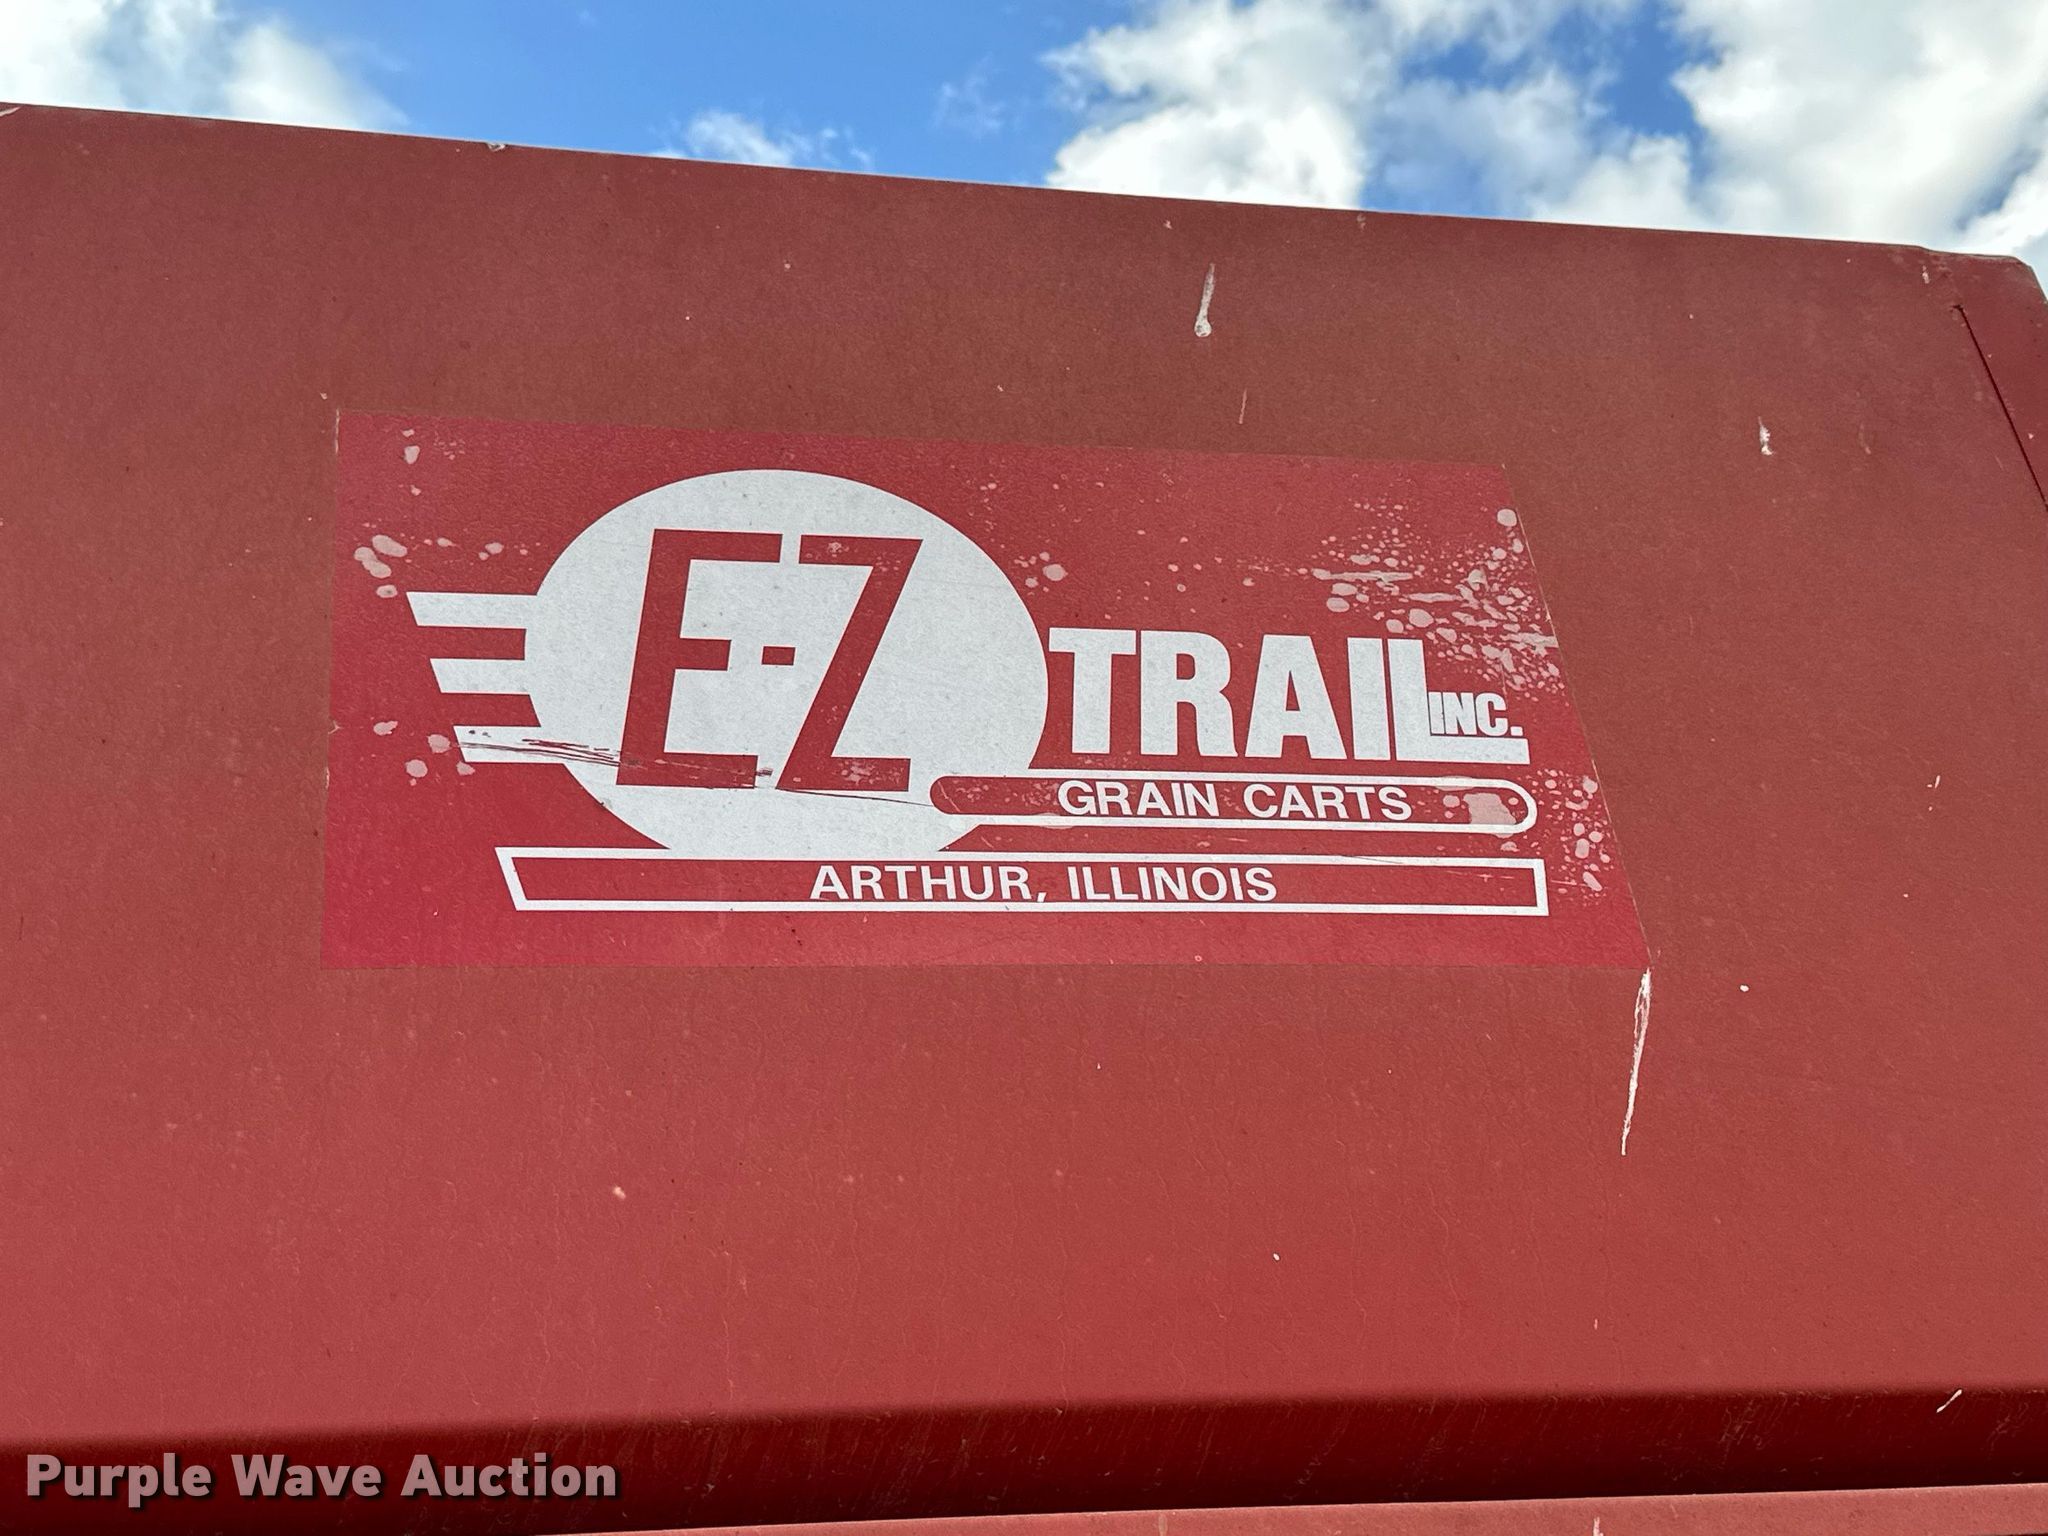 E-Z TRAIL INC.
GRAIN CARTS
ARTHUR, ILLINOIS
Purple Wave Auction